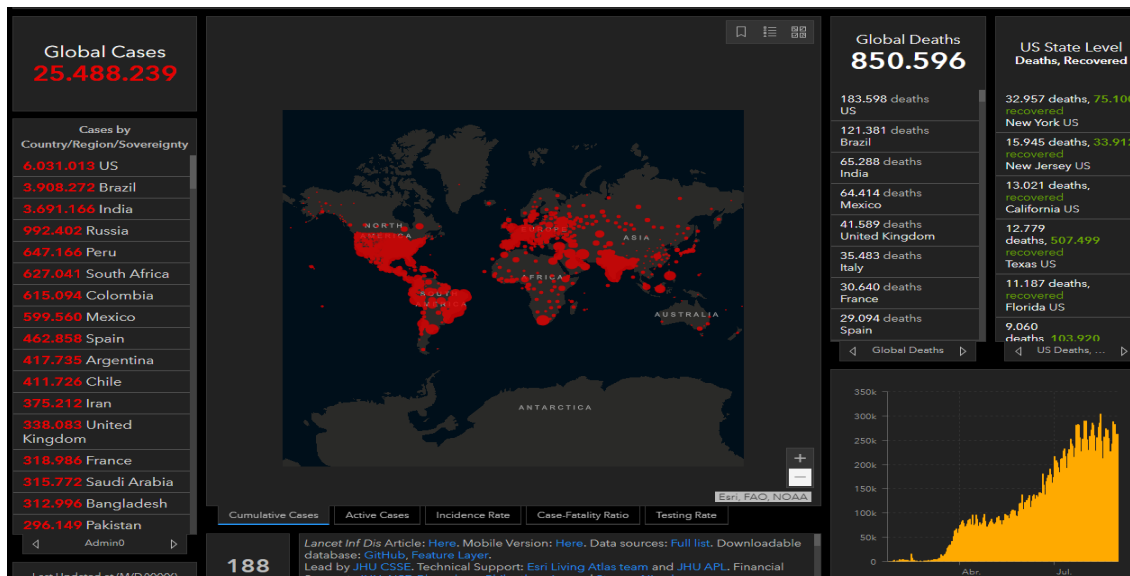 Global Cases
25.488.239
Cases by
Country/Region/Sovereignty
6.031.013 US
3.908.272 Brazil
3.691.166 India
992.402 Russia
647.166 Peru
627.041 South Africa
615.094 Colombia
599.560 Mexico
462.858 Spain
417.735 Argentina
411.726 Chile
375.212 Iran
338.083 United
Kingdom
318.986 France
315.772 Saudi Arabia
312.996 Bangladesh
296.149 Pakistan
Admin0
NORTH
AMERICA
SOUTH
AMERICA
EUROPE
ASIA
AFRICA
AUSTRALIA
ANTARCTICA
Esri, FAO, NOAA
Cumulative Cases
Active Cases
Incidence Rate
Case-Fatality Ratio
Testing Rate
188
Lancet Inf Dis Article: Here. Mobile Version: Here. Data sources: Full list. Downloadable
database: GitHub, Feature Layer.
Lead by JHU CSSE. Technical Support: Esri Living Atlas team and JHU APL. Financial
Global Deaths
850.596
183.598 deaths
US
121.381 deaths
Brazil
65.288 deaths
India
64.414 deaths
Mexico
41.589 deaths
United Kingdom
35.483 deaths
Italy
30.640 deaths
France
29.094 deaths
Spain
Global Deaths
US State Level
Deaths, Recovered
32.957 deaths, 75.100
recovered
New York US
15.945 deaths,
recovered
New Jersey US
13.021 deaths,
recovered
California US
12.779
deaths, 507.499
recovered
Texas US
11.187 deaths,
recovered
Florida US
9.060
deaths, 103.920
US Deaths, ...
350k
300k
250k
200k
150k
100k
50k
0
Abr.
Jul.